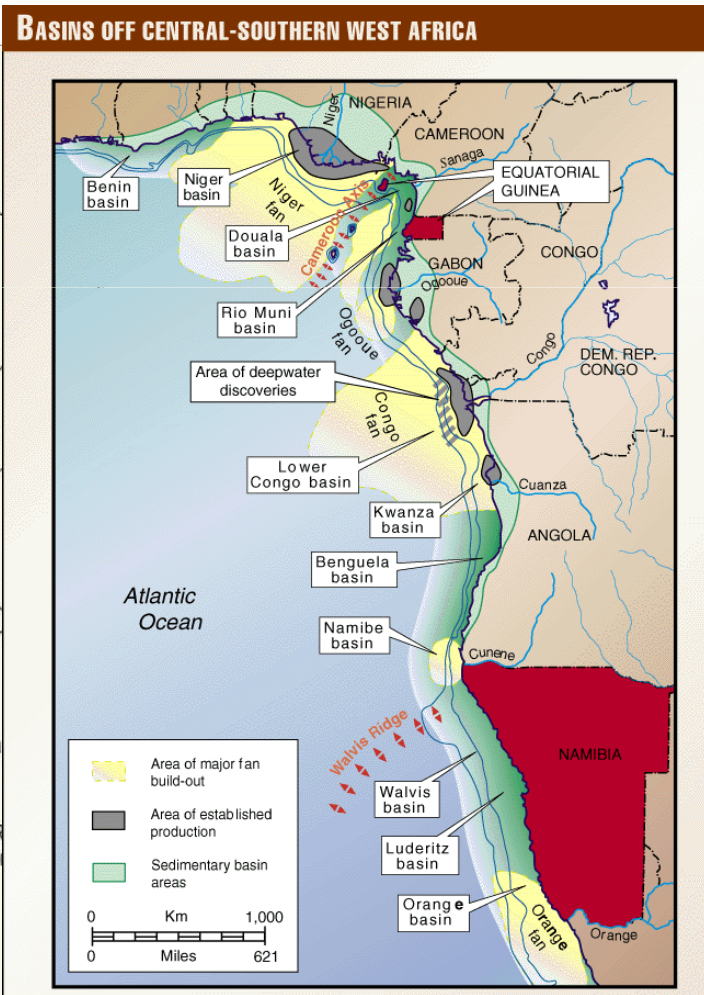 BASINS OFF CENTRAL-SOUTHERN WEST AFRICA
Niger
NIGERIA
CAMEROON
Sanaga
EQUATORIAL
GUINEA
Benin
basin
Niger
basin
Niger
fan
Cameroon Axis
Douala
basin
GABON
Ogooue
CONGO
Rio Muni
basin
Ogooue
fan
Congo
DEM. REP.
CONGO
Area of deepwater
discoveries
Congo
fan
Lower
Congo basin
Cuanza
Kwanza
basin
ANGOLA
Benguela
basin
Atlantic
Ocean
Namibe
basin
Cunene
Walvis Ridge
NAMIBIA
Walvis
basin
Luderitz
basin
Orange
basin
Orange
fan
Orange
Area of major fan
build-out
Area of established
production
Sedimentary basin
areas
0 Km 1,000
0 Miles 621